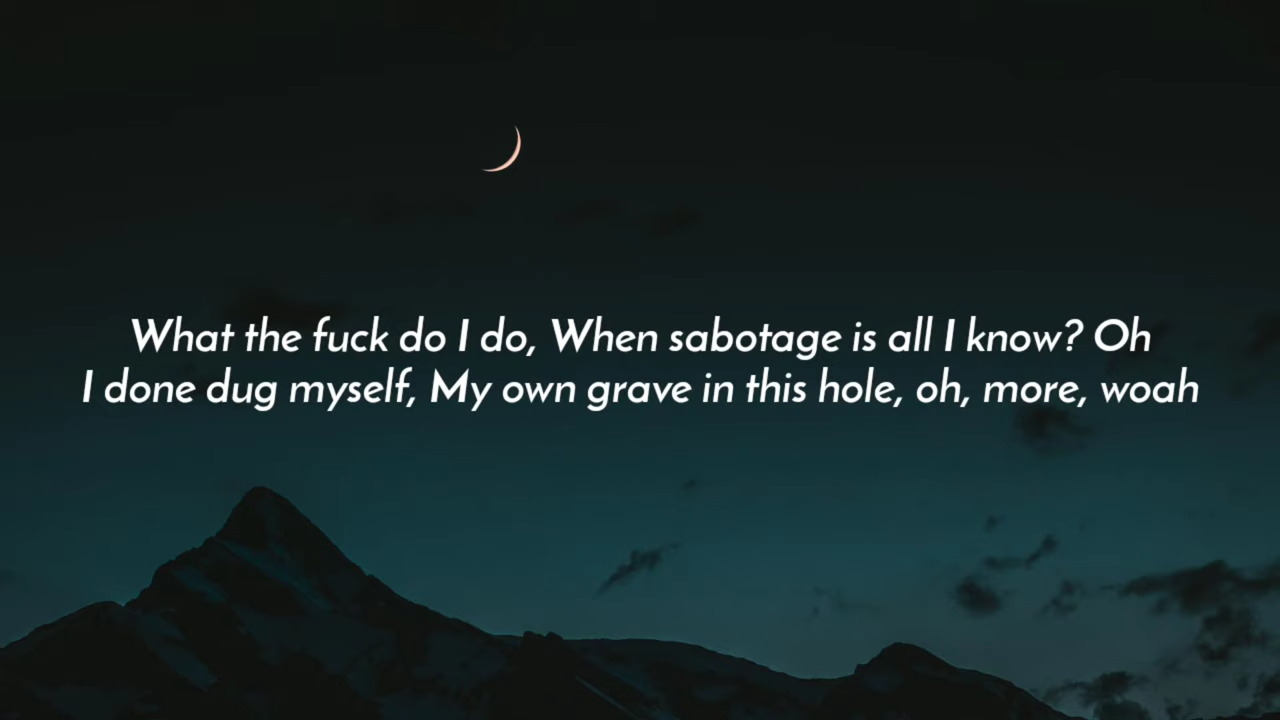 What the fuck do I do, When sabotage is all I know? Oh
I done dug myself, My own grave in this hole, oh, more, woah